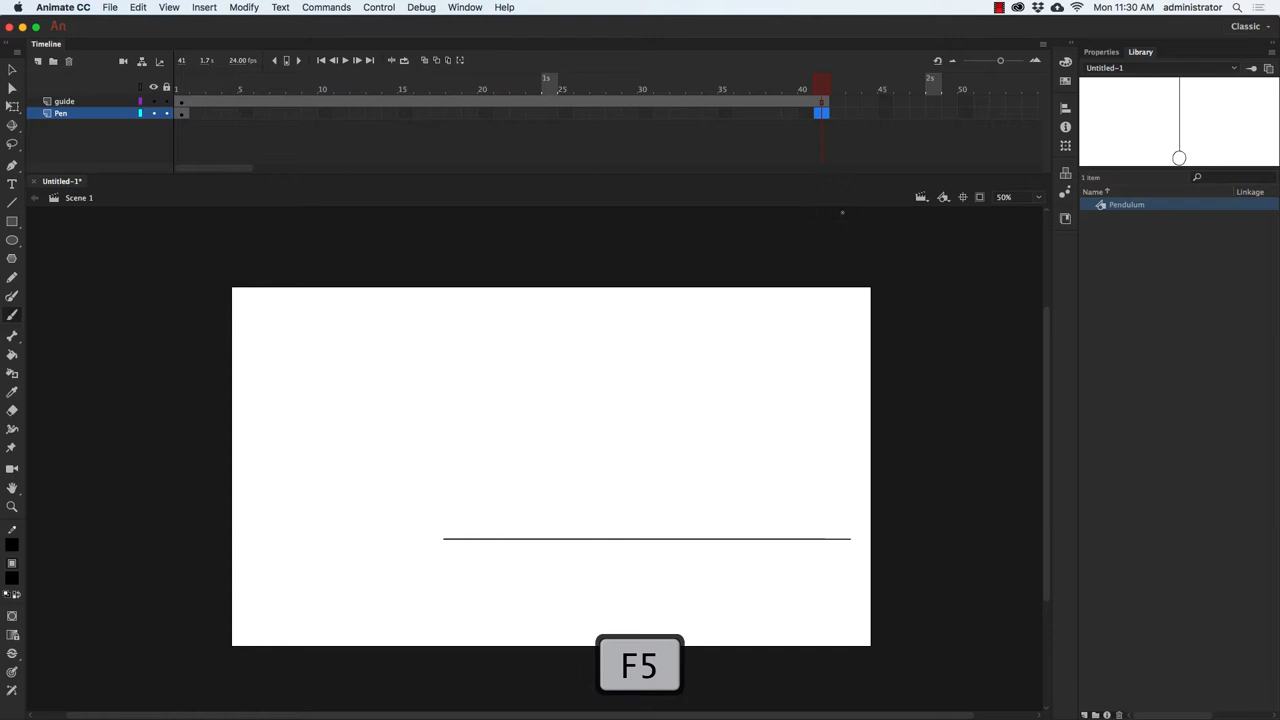 Animate CC File Edit View Insert Modify Text Commands Control Debug Window Help Mon 11:30 AM administrator
An Classic
Timeline Properties Library
41 1.7 s 24.00 fps Untitled-1
1s 2s
1 5 10 15 20 25 30 35 40 45 50
guide
Pen
1 item
Untitled-1*
Name Linkage
Scene 1 50%
Pendulum
F5